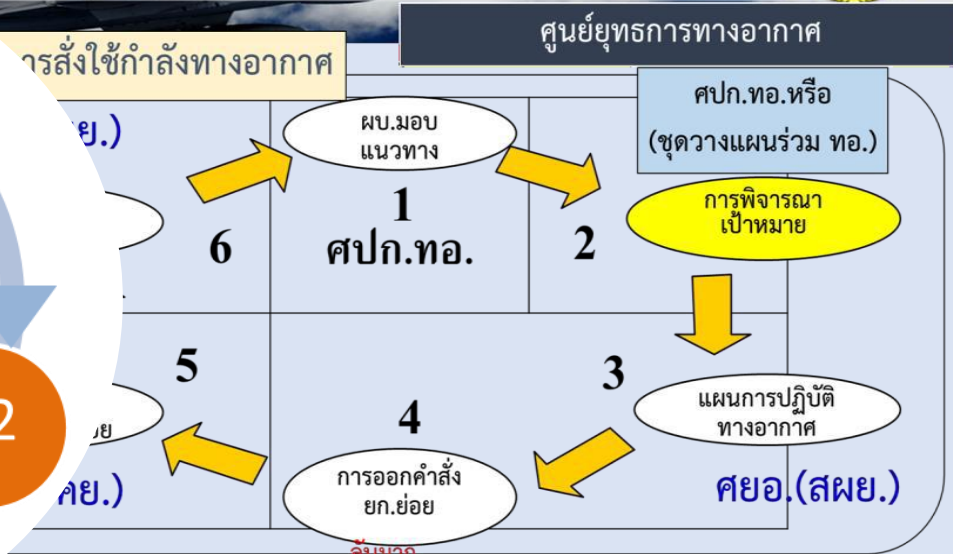 ศูนย์ยุทธการทางอากาศ
รสั่งใช้กำลังทางอากาศ
ศปก.ทอ.หรือ
(ชุดวางแผนร่วม ทอ.)
ย.)
ผบ.มอบ
แนวทาง
1
ศปก.ทอ.
2
การพิจารณา
เป้าหมาย
6
5
3
แผนการปฏิบัติ
ทางอากาศ
ศยอ.(สผย.)
4
การออกคำสั่ง
ยก.ย่อย
2
ย.)